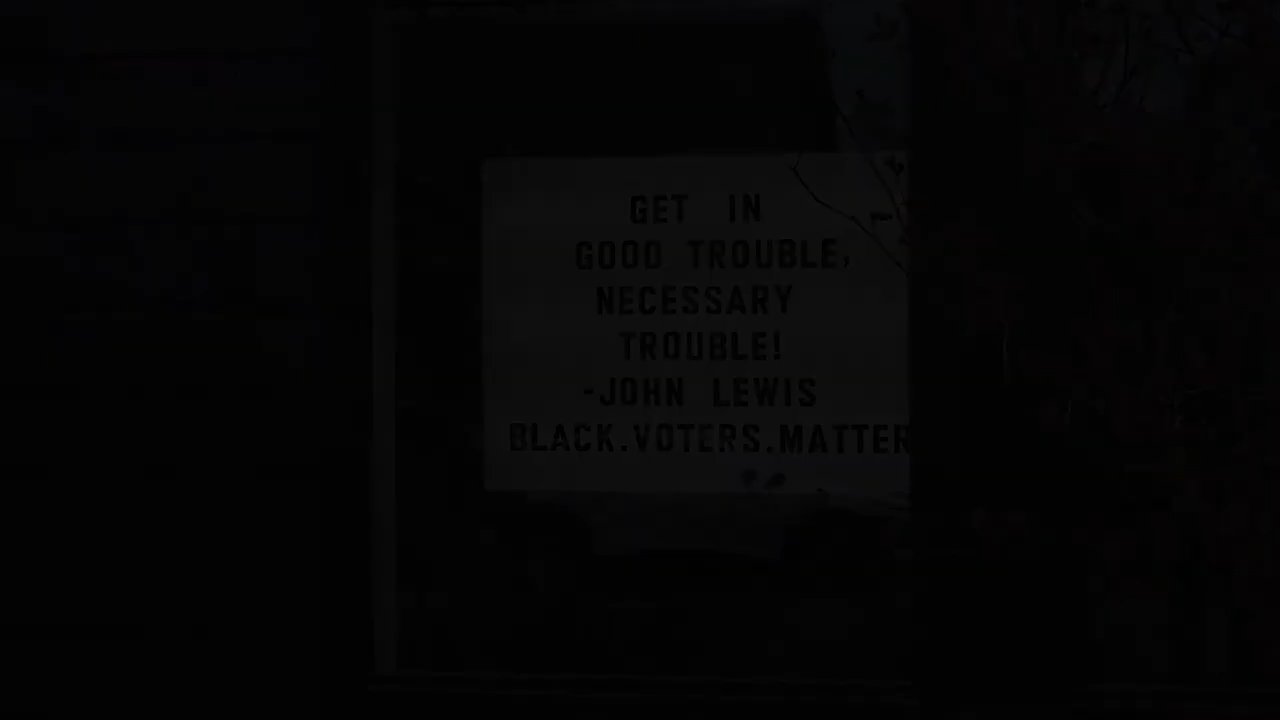 GET IN
GOOD TROUBLE,
NECESSARY
TROUBLE!
-JOHN LEWIS
BLACK.VOTERS.MATTER